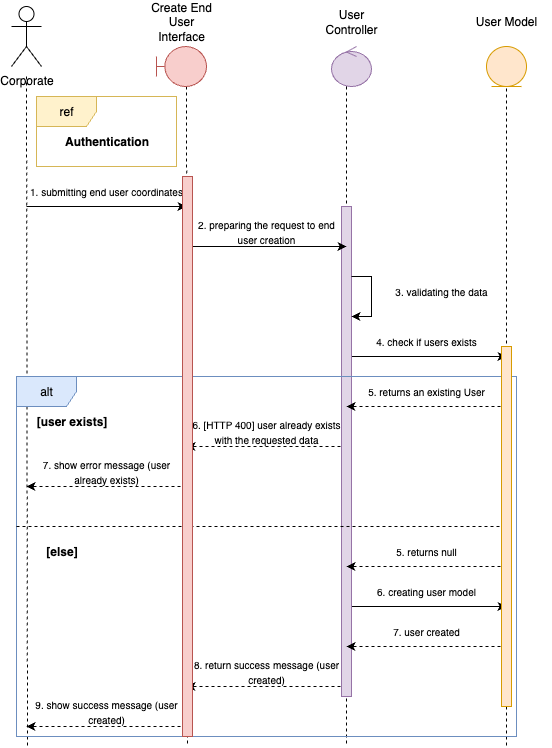 Create End
User
Interface
User
Controller
User Model
Corporate
ref
Authentication
1. submitting end user coordinates
2. preparing the request to end
user creation
3. validating the data
4. check if users exists
alt
5. returns an existing User
[user exists]
6. [HTTP 400] user already exists
with the requested data
7. show error message (user
already exists)
[else]
5. returns null
6. creating user model
7. user created
8. return success message (user
created)
9. show success message (user
created)